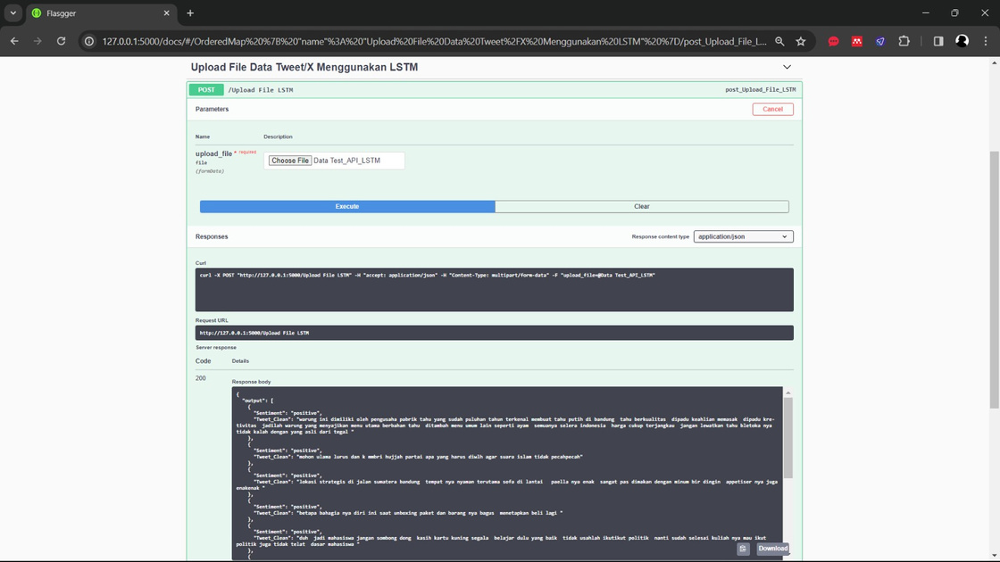 Flasgger
127.0.0.1:5000/docs/#/OrderedMap%20%7B%20"name"%3A%20"Upload%20File%20Data%20Tweet%2FX%20Menggunakan%20LSTM"%20%7D/post_Upload_File_L...
Upload File Data Tweet/X Menggunakan LSTM
POST /Upload File LSTM post_Upload_File_LSTM
Parameters Cancel
Name Description
upload_file * required
file
(formData)
Choose File Data Test_API_LSTM
Execute Clear
Responses Response content type application/json
Curl
curl -X POST "http://127.0.0.1:5000/Upload File LSTM" -H "accept: application/json" -H "Content-Type: multipart/form-data" -F "upload_file=@Data Test_API_LSTM"
Request URL
http://127.0.0.1:5000/Upload File LSTM
Server response
Code Details
200
Response body
{
"output": [
{
"Sentiment": "positive",
"Tweet_Clean": "warung ini dimiliki oleh pengusaha pabrik tahu yang sudah puluhan tahun terkenal membuat tahu putih di bandung tahu berkualitas dipadu keahlian memasak dipadu kre-
tivitas jadilah warung yang menyajikan menu utama berbahan tahu ditambah menu umum lain seperti ayam semuanya selera indonesia harga cukup terjangkau jangan lewatkan tahu bletoka nya
tidak kalah dengan yang asli dari tegal "
},
{
"Sentiment": "positive",
"Tweet_Clean": "mohon ulama lurus dan k mmbri hujjah partai apa yang harus diwlh agar suara islam tidak pecahpecah"
},
{
"Sentiment": "positive",
"Tweet_Clean": "lokasi strategis di jalan sumatera bandung tempat nya nyaman terutama sofa di lantai paella nya enak sangat pas dimakan dengan minum bir dingin appetiser nya juga
enakenak "
},
{
"Sentiment": "positive",
"Tweet_Clean": "betapa bahagia nya diri ini saat unboxing paket dan barang nya bagus menetapkan beli lagi "
},
{
"Sentiment": "positive",
"Tweet_Clean": "duh jadi mahasiswa jangan sombong dong kasih kartu kuning segala belajar dulu yang baik tidak usahlah ikutikut politik nanti sudah selesai kuliah nya mau ikut
politik juga tidak telat dasar mahasiswa "
},
{
Download